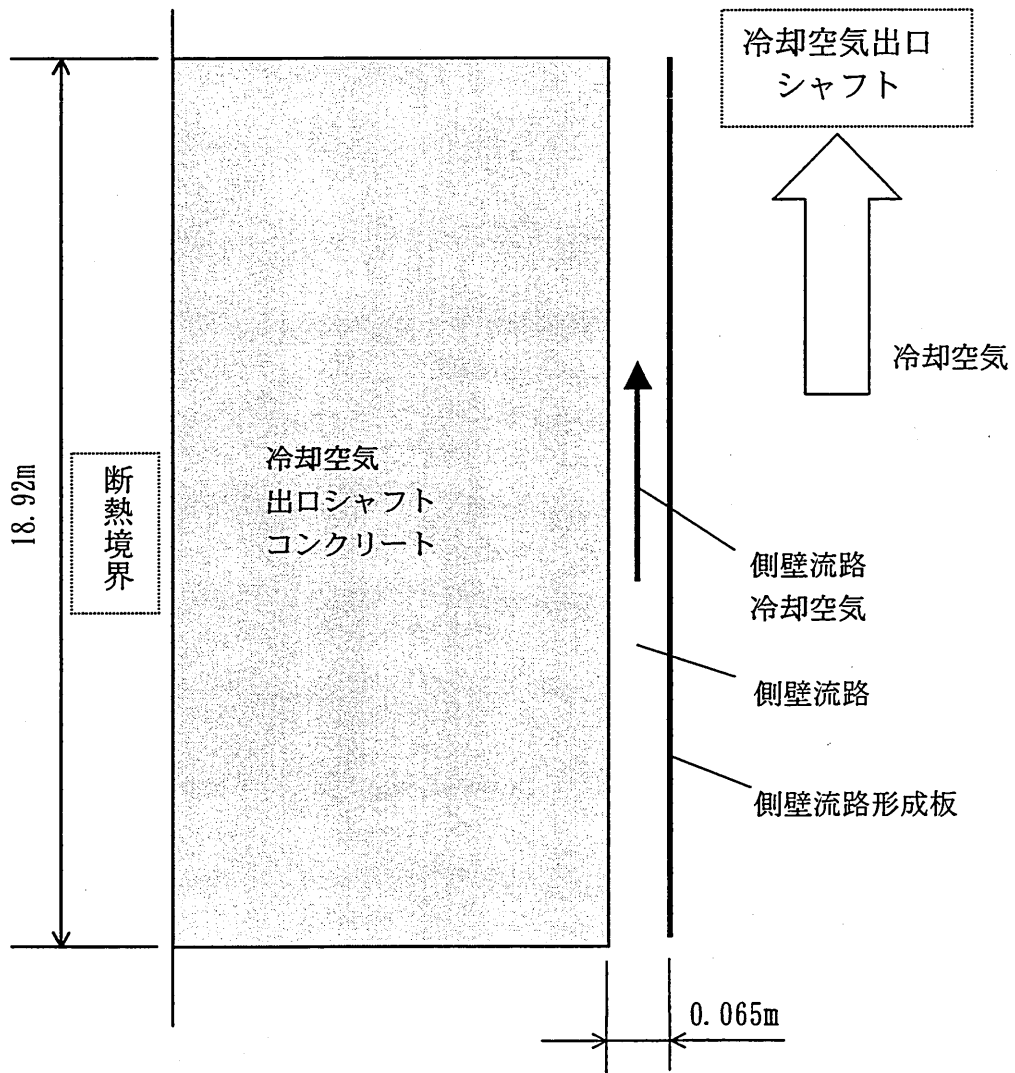 冷却空気出口
シャフト
冷却空気
18.92m
断熱境界
冷却空気
出口シャフト
コンクリート
側壁流路
冷却空気
側壁流路
側壁流路形成板
0.065m